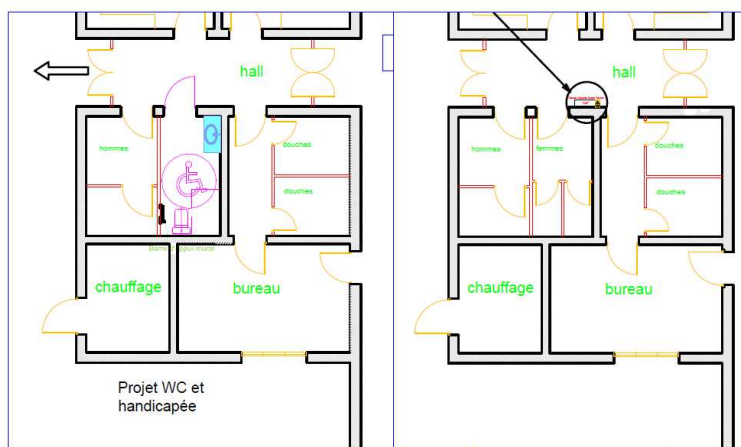 hall
hommes
douches
douches
chauffage
bureau
Projet WC et
handicapée
hall
hommes
femmes
douches
douches
chauffage
bureau